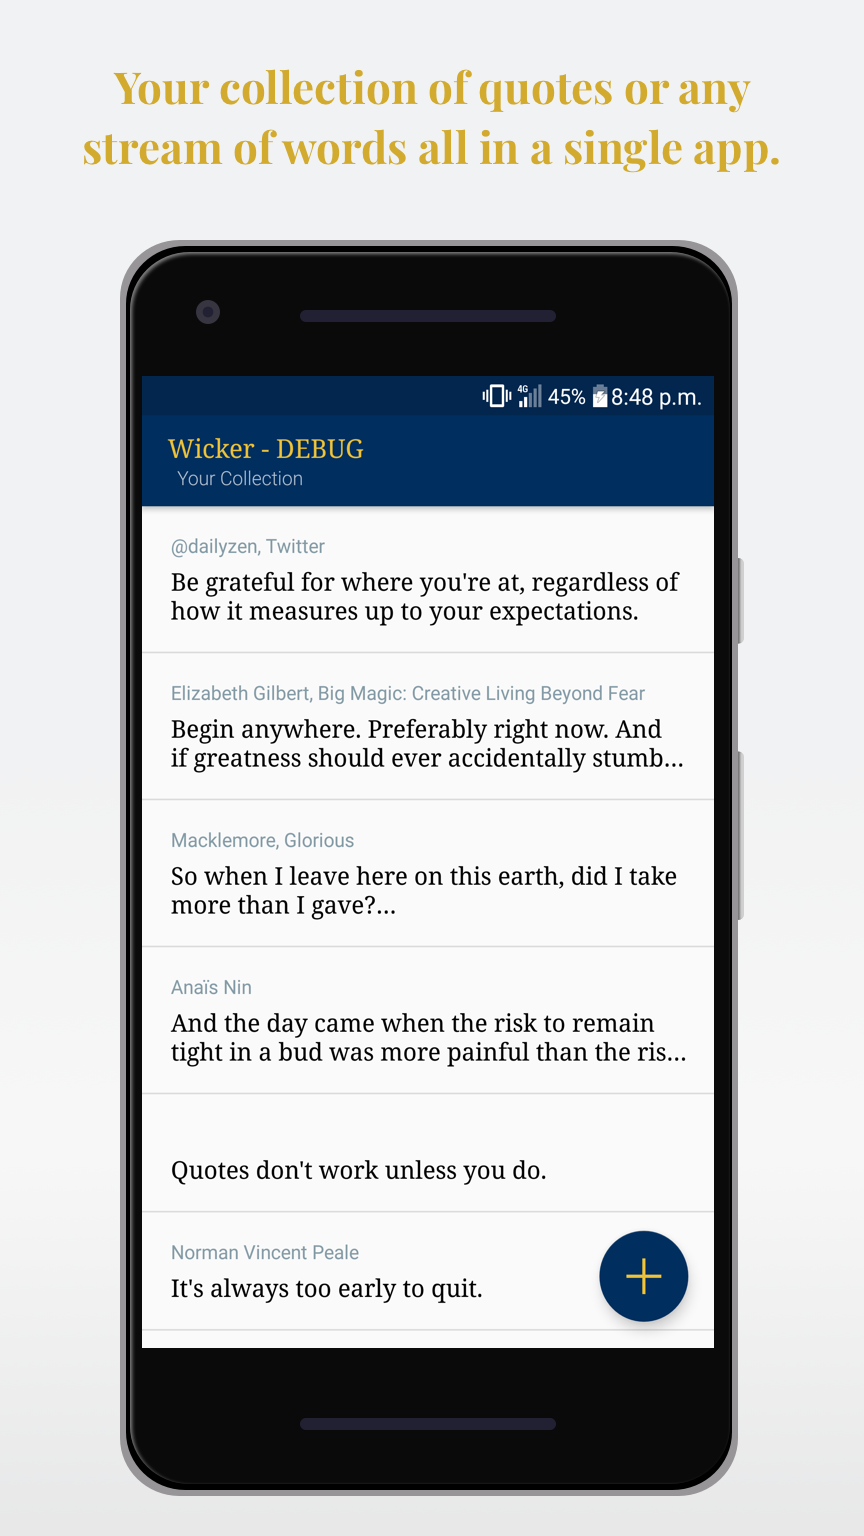 Your collection of quotes or any
stream of words all in a single app.
4G 45% 8:48 p.m.
Wicker - DEBUG
Your Collection
@dailyzen, Twitter
Be grateful for where you're at, regardless of
how it measures up to your expectations.
Elizabeth Gilbert, Big Magic: Creative Living Beyond Fear
Begin anywhere. Preferably right now. And
if greatness should ever accidentally stumb...
Macklemore, Glorious
So when I leave here on this earth, did I take
more than I gave?...
Anaïs Nin
And the day came when the risk to remain
tight in a bud was more painful than the ris...
Quotes don't work unless you do.
Norman Vincent Peale
It's always too early to quit.